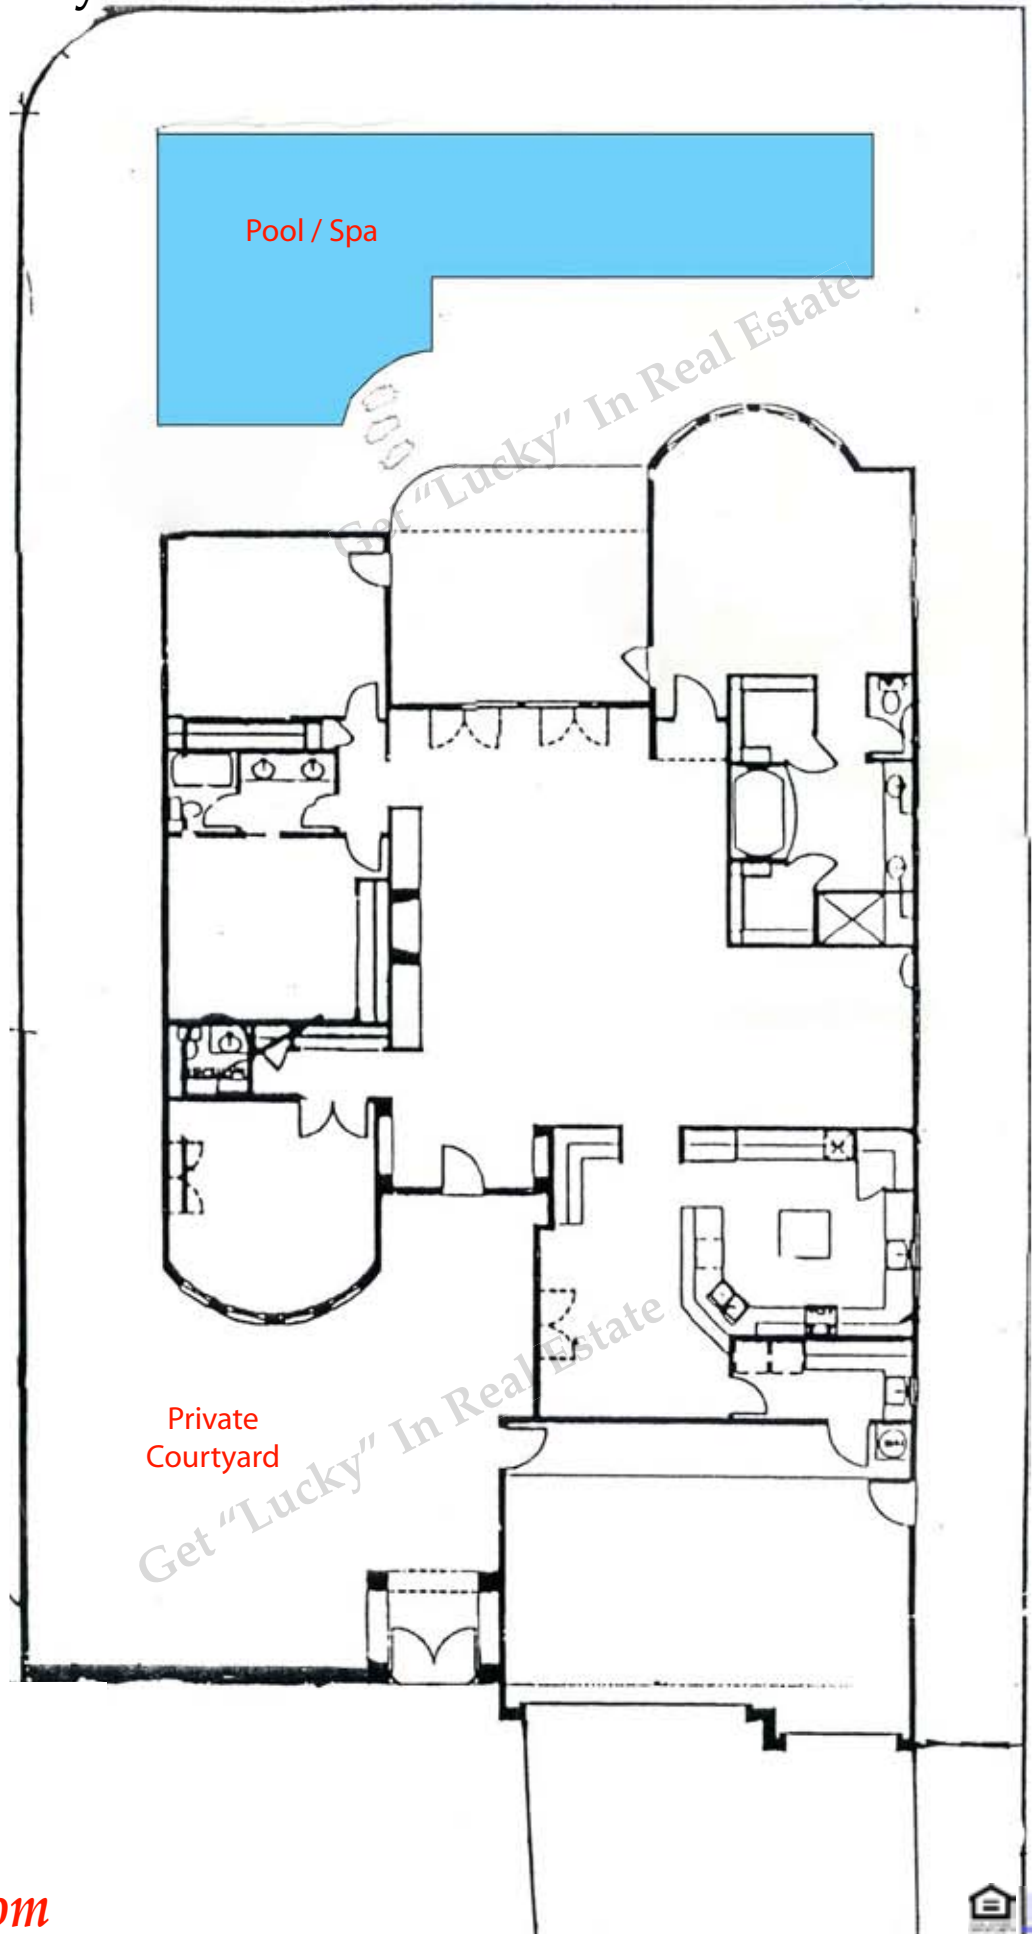 y
Pool / Spa
Get “Lucky” In Real Estate
Private
Courtyard
Get “Lucky” In Real Estate
om